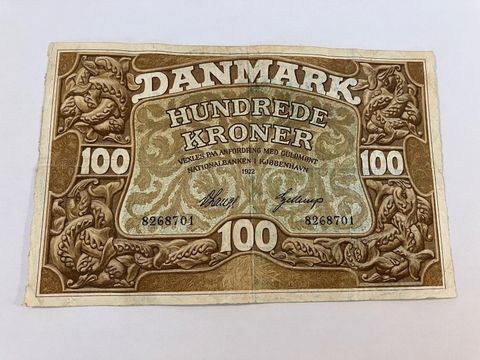 DANMARK
HUNDREDE
KRONER
VEXLES PAA ANFORDRING MED GULDMØNT
NATIONALBANKEN I KJØBENHAVN
1922
100 100
8268701 8268701
100